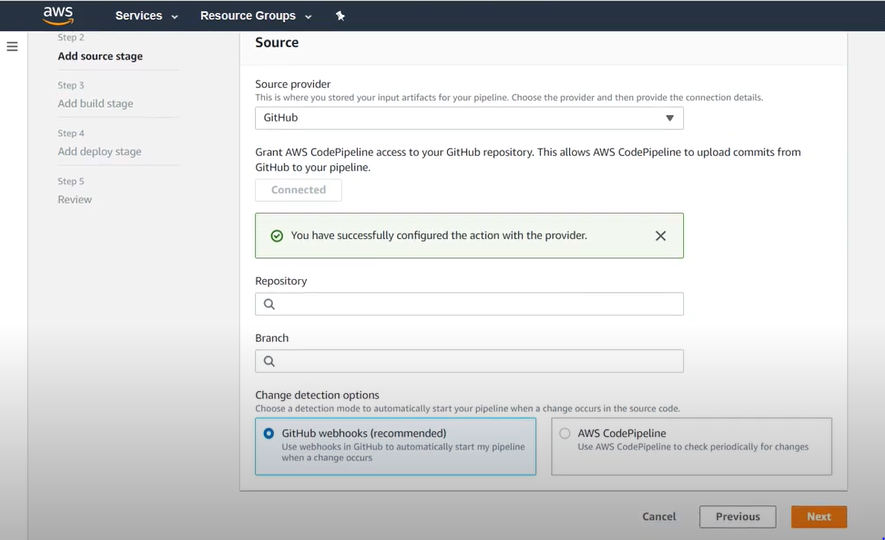 aws
Services
Resource Groups
Step 2
Add source stage
Step 3
Add build stage
Step 4
Add deploy stage
Step 5
Review
Source
Source provider
This is where you stored your input artifacts for your pipeline. Choose the provider and then provide the connection details.
GitHub
Grant AWS CodePipeline access to your GitHub repository. This allows AWS CodePipeline to upload commits from
GitHub to your pipeline.
Connected
You have successfully configured the action with the provider.
Repository
Branch
Change detection options
Choose a detection mode to automatically start your pipeline when a change occurs in the source code.
GitHub webhooks (recommended)
Use webhooks in GitHub to automatically start my pipeline
when a change occurs
AWS CodePipeline
Use AWS CodePipeline to check periodically for changes
Cancel
Previous
Next